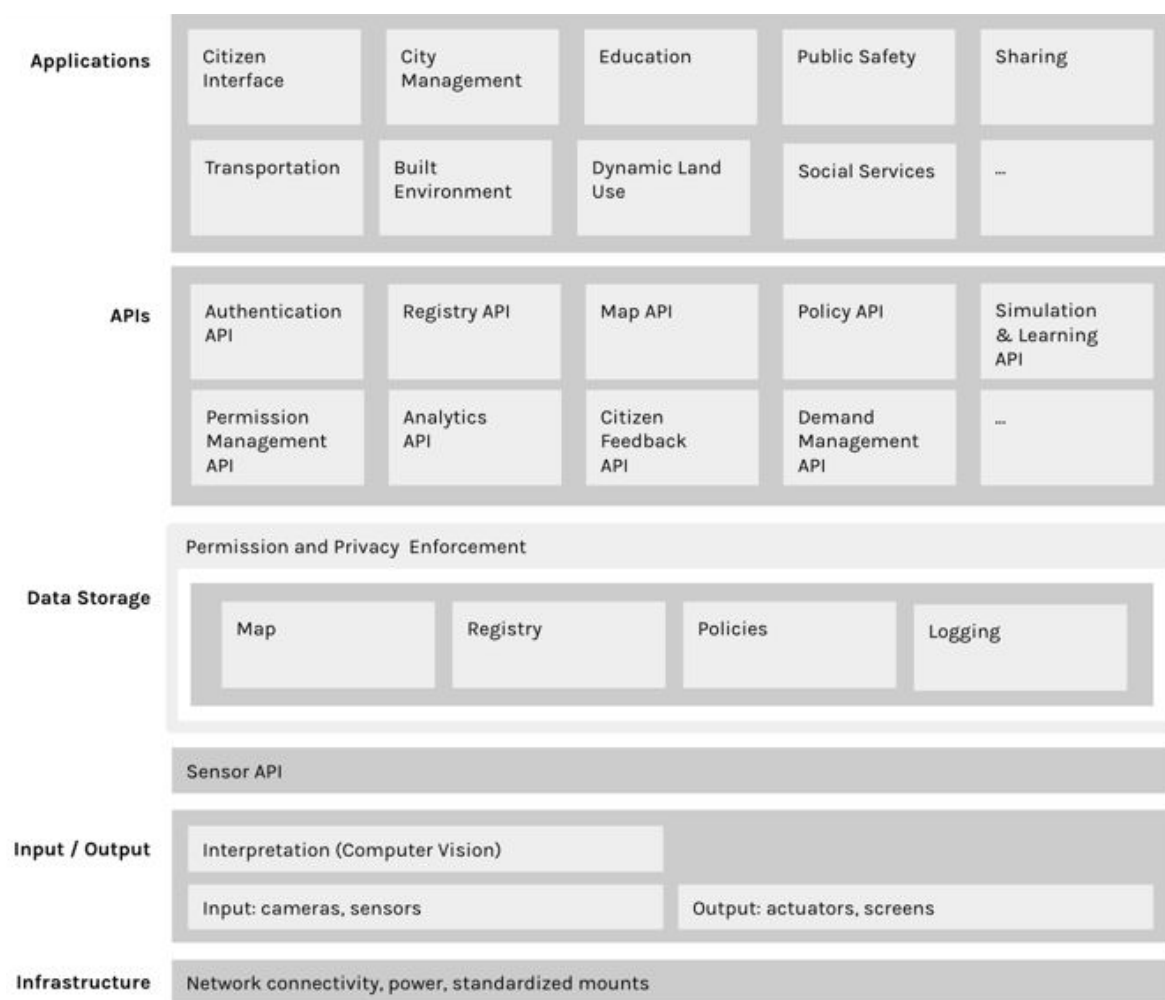 Applications
Citizen
Interface
City
Management
Education
Public Safety
Sharing
Transportation
Built
Environment
Dynamic Land
Use
Social Services
...
APIs
Authentication
API
Registry API
Map API
Policy API
Simulation
& Learning
API
Permission
Management
API
Analytics
API
Citizen
Feedback
API
Demand
Management
API
...
Permission and Privacy Enforcement
Data Storage
Map
Registry
Policies
Logging
Sensor API
Input / Output
Interpretation (Computer Vision)
Input: cameras, sensors
Output: actuators, screens
Infrastructure
Network connectivity, power, standardized mounts